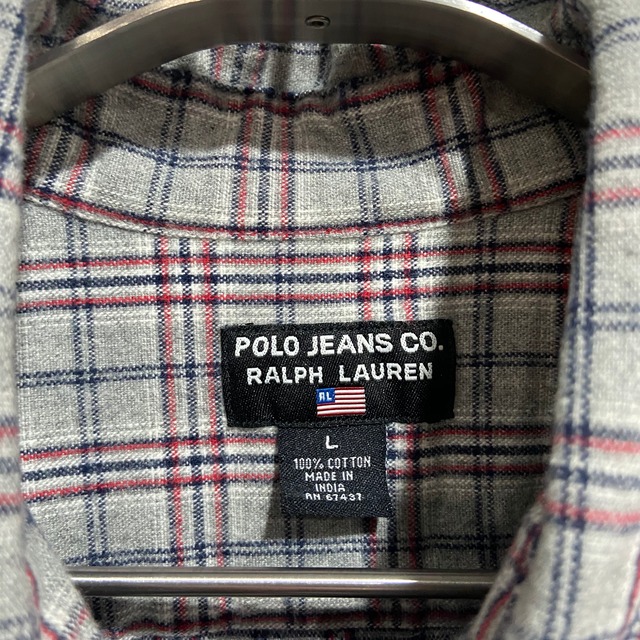 POLO JEANS CO.
RALPH LAUREN
RL
L
100% COTTON
MADE IN
INDIA
RN 67437